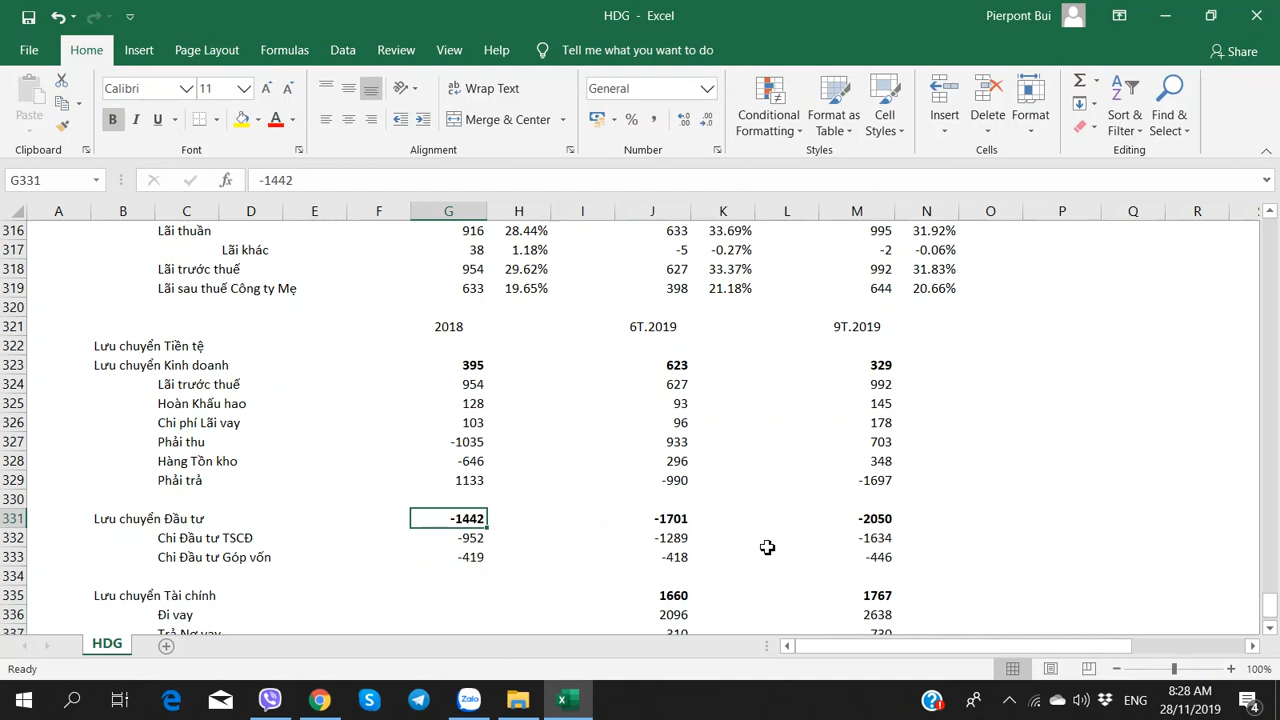 HDG - Excel
Pierpont Bui
File Home Insert Page Layout Formulas Data Review View Help Tell me what you want to do Share
Paste
Calibri 11
B I U
Wrap Text
Merge & Center
General
Conditional Formatting
Format as Table
Cell Styles
Insert Delete Format
Sort & Filter
Find & Select
Clipboard Font Alignment Number Styles Cells Editing
G331 fx -1442
A B C D E F G H I J K L M N O P Q R
316 Lãi thuần 916 28.44% 633 33.69% 995 31.92%
317 Lãi khác 38 1.18% -5 -0.27% -2 -0.06%
318 Lãi trước thuế 954 29.62% 627 33.37% 992 31.83%
319 Lãi sau thuế Công ty Mẹ 633 19.65% 398 21.18% 644 20.66%
320
321 2018 6T.2019 9T.2019
322 Lưu chuyển Tiền tệ
323 Lưu chuyển Kinh doanh 395 623 329
324 Lãi trước thuế 954 627 992
325 Hoàn Khấu hao 128 93 145
326 Chi phí Lãi vay 103 96 178
327 Phải thu -1035 933 703
328 Hàng Tồn kho -646 296 348
329 Phải trả 1133 -990 -1697
330
331 Lưu chuyển Đầu tư -1442 -1701 -2050
332 Chi Đầu tư TSCĐ -952 -1289 -1634
333 Chi Đầu tư Góp vốn -419 -418 -446
334
335 Lưu chuyển Tài chính 1660 1767
336 Đi vay 2096 2638
337 Trả Nợ vay 310 730
HDG
Ready
100%
Zalo
ENG
8:28 AM
28/11/2019
4